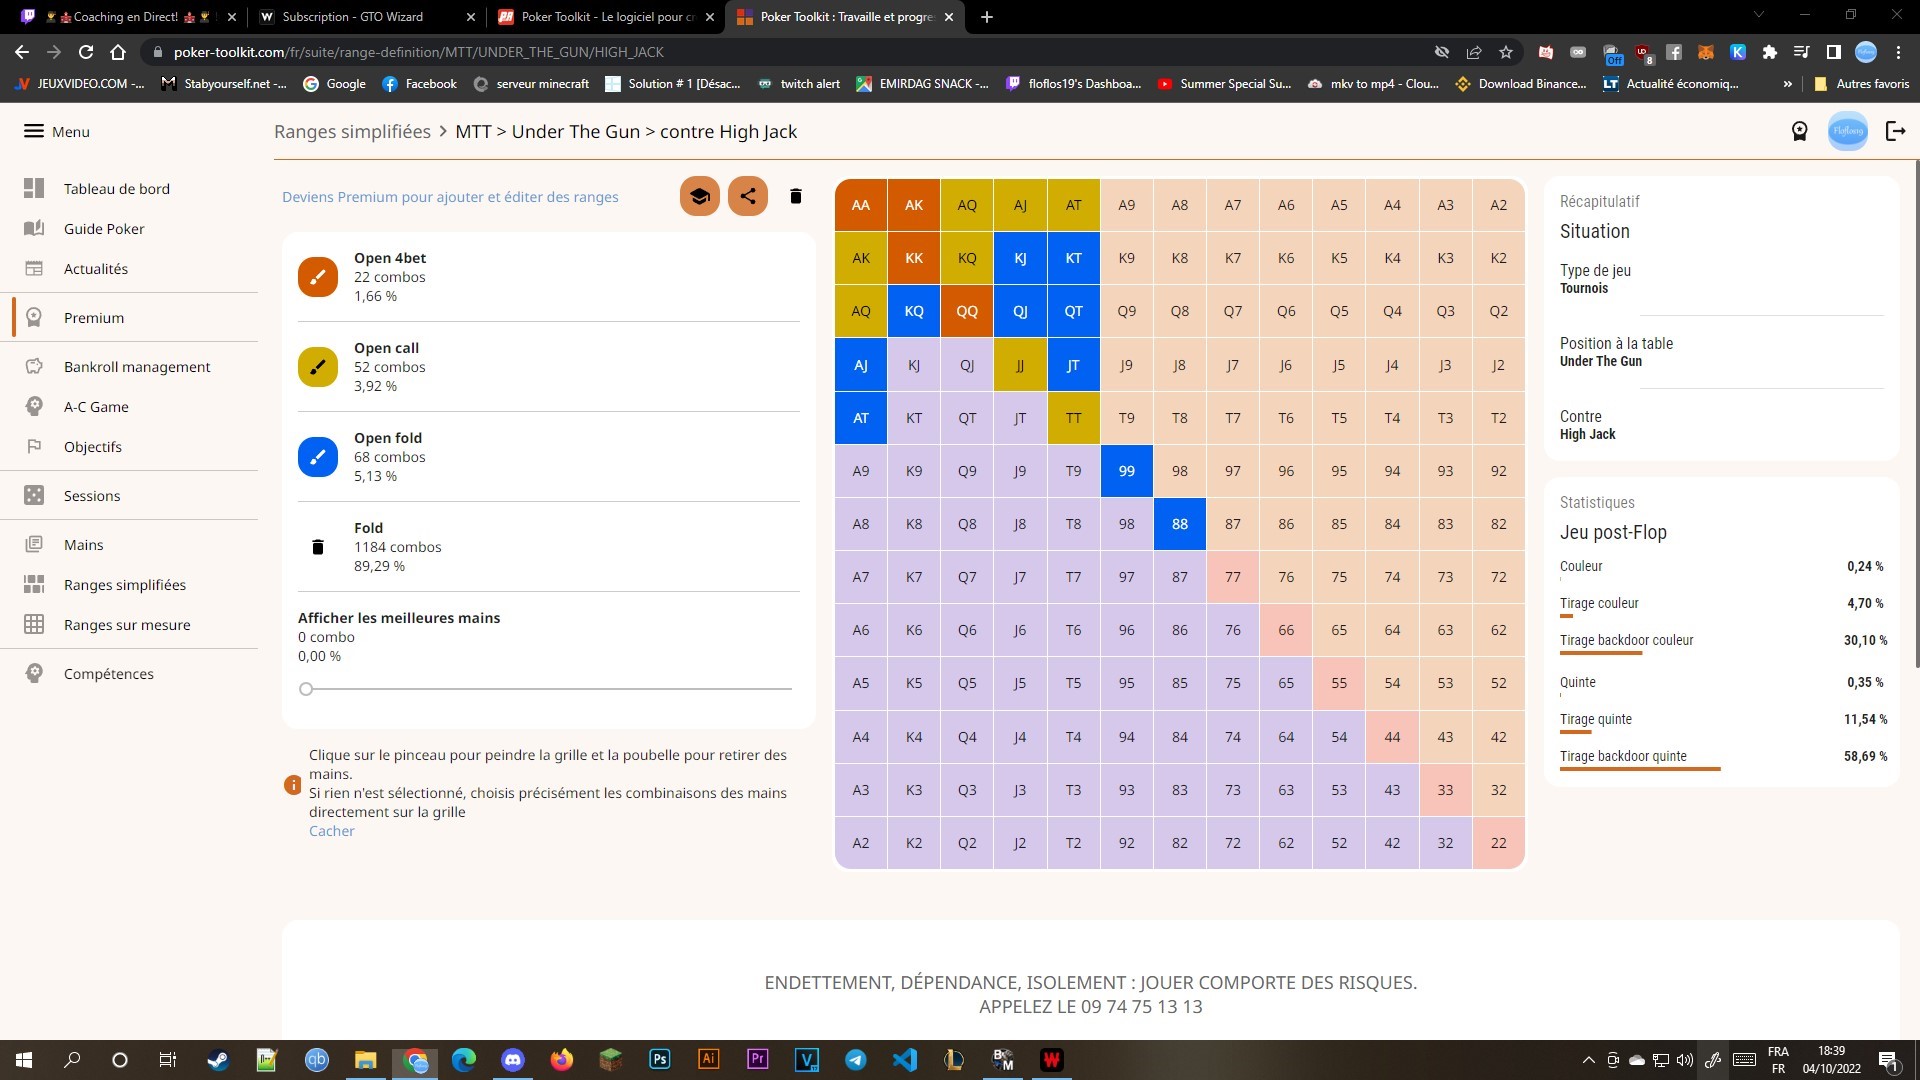 Coaching en Direct!
Subscription - GTO Wizard
Poker Toolkit - Le logiciel pour cr
Poker Toolkit : Travaille et progre
poker-toolkit.com/fr/suite/range-definition/MTT/UNDER_THE_GUN/HIGH_JACK
Off
8
JEUXVIDEO.COM -...
Stabyourself.net -...
Google
Facebook
serveur minecraft
Solution # 1 [Désac...
twitch alert
EMIRDAG SNACK -...
floflos19's Dashboa...
Summer Special Su...
mkv to mp4 - Clou...
Download Binance...
Actualité économiq...
»
Autres favoris
Menu
Ranges simplifiées > MTT > Under The Gun > contre High Jack
Tableau de bord
Guide Poker
Actualités
Premium
Bankroll management
A-C Game
Objectifs
Sessions
Mains
Ranges simplifiées
Ranges sur mesure
Compétences
Deviens Premium pour ajouter et éditer des ranges
Open 4bet
22 combos
1,66 %
Open call
52 combos
3,92 %
Open fold
68 combos
5,13 %
Fold
1184 combos
89,29 %
Afficher les meilleures mains
0 combo
0,00 %
Clique sur le pinceau pour peindre la grille et la poubelle pour retirer des
mains.
Si rien n'est sélectionné, choisis précisément les combinaisons des mains
directement sur la grille
Cacher
AA AK AQ AJ AT A9 A8 A7 A6 A5 A4 A3 A2
AK KK KQ KJ KT K9 K8 K7 K6 K5 K4 K3 K2
AQ KQ QQ QJ QT Q9 Q8 Q7 Q6 Q5 Q4 Q3 Q2
AJ KJ QJ JJ JT J9 J8 J7 J6 J5 J4 J3 J2
AT KT QT JT TT T9 T8 T7 T6 T5 T4 T3 T2
A9 K9 Q9 J9 T9 99 98 97 96 95 94 93 92
A8 K8 Q8 J8 T8 98 88 87 86 85 84 83 82
A7 K7 Q7 J7 T7 97 87 77 76 75 74 73 72
A6 K6 Q6 J6 T6 96 86 76 66 65 64 63 62
A5 K5 Q5 J5 T5 95 85 75 65 55 54 53 52
A4 K4 Q4 J4 T4 94 84 74 64 54 44 43 42
A3 K3 Q3 J3 T3 93 83 73 63 53 43 33 32
A2 K2 Q2 J2 T2 92 82 72 62 52 42 32 22
Récapitulatif
Situation
Type de jeu
Tournois
Position à la table
Under The Gun
Contre
High Jack
Statistiques
Jeu post-Flop
Couleur 0,24 %
Tirage couleur 4,70 %
Tirage backdoor couleur 30,10 %
Quinte 0,35 %
Tirage quinte 11,54 %
Tirage backdoor quinte 58,69 %
ENDETTEMENT, DÉPENDANCE, ISOLEMENT : JOUER COMPORTE DES RISQUES.
APPELEZ LE 09 74 75 13 13
FRA
FR
18:39
04/10/2022
1